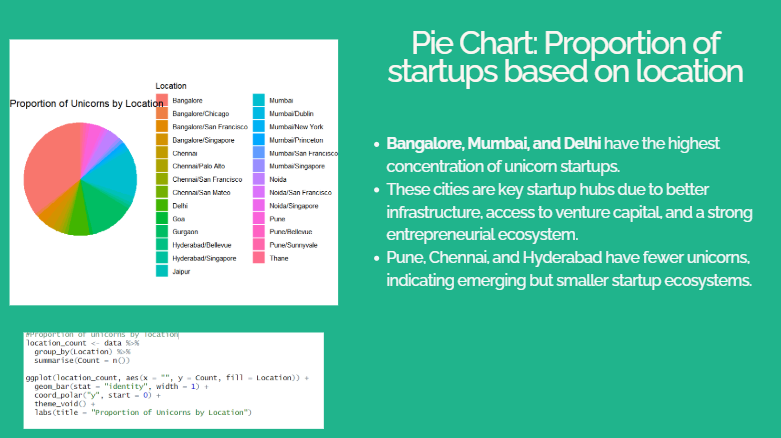 Pie Chart: Proportion of
startups based on location
Location
Proportion of Unicorns by Location
Bangalore
Bangalore/Chicago
Bangalore/San Francisco
Bangalore/Singapore
Chennai
Chennai/Palo Alto
Chennai/San Francisco
Chennai/San Mateo
Delhi
Goa
Gurgaon
Hyderabad/Bellevue
Hyderabad/Singapore
Jaipur
Mumbai
Mumbai/Dublin
Mumbai/New York
Mumbai/Princeton
Mumbai/San Francisco
Mumbai/Singapore
Noida
Noida/San Francisco
Noida/Singapore
Pune
Pune/Bellevue
Pune/Sunnyvale
Thane
• Bangalore, Mumbai, and Delhi have the highest
concentration of unicorn startups.
• These cities are key startup hubs due to better
infrastructure, access to venture capital, and a strong
entrepreneurial ecosystem.
• Pune, Chennai, and Hyderabad have fewer unicorns,
indicating emerging but smaller startup ecosystems.
#Proportion of unicorns by location
location_count <- data %>%
group_by(Location) %>%
summarise(Count = n())
ggplot(location_count, aes(x = "", y = Count, fill = Location)) +
geom_bar(stat = "identity", width = 1) +
coord_polar("y", start = 0) +
theme_void() +
labs(title = "Proportion of Unicorns by Location")